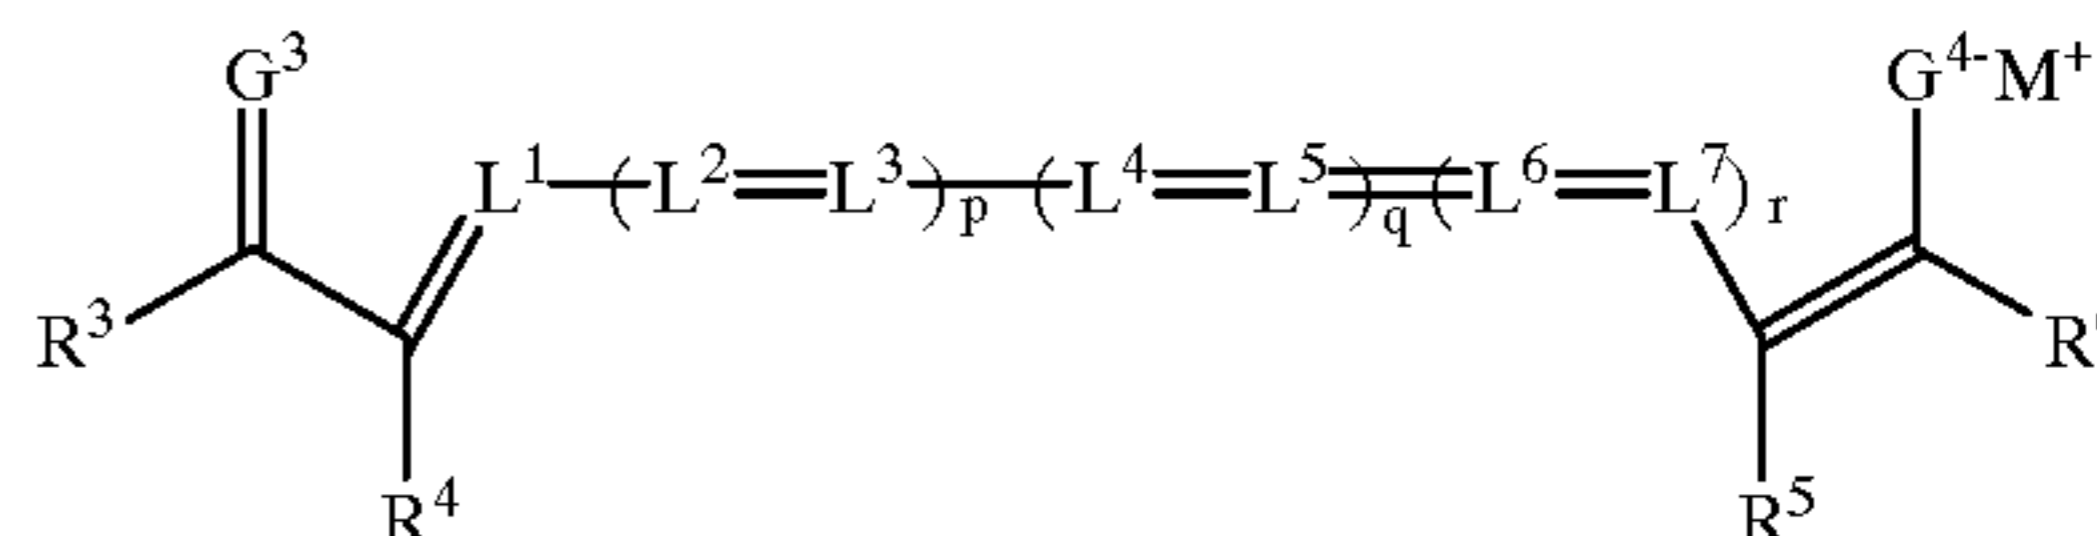 G³ G⁴⁻M⁺
L¹—(L²=L³)p—(L⁴=L⁵)q=(L⁶=L⁷)r
R³ R
R⁴ R⁵